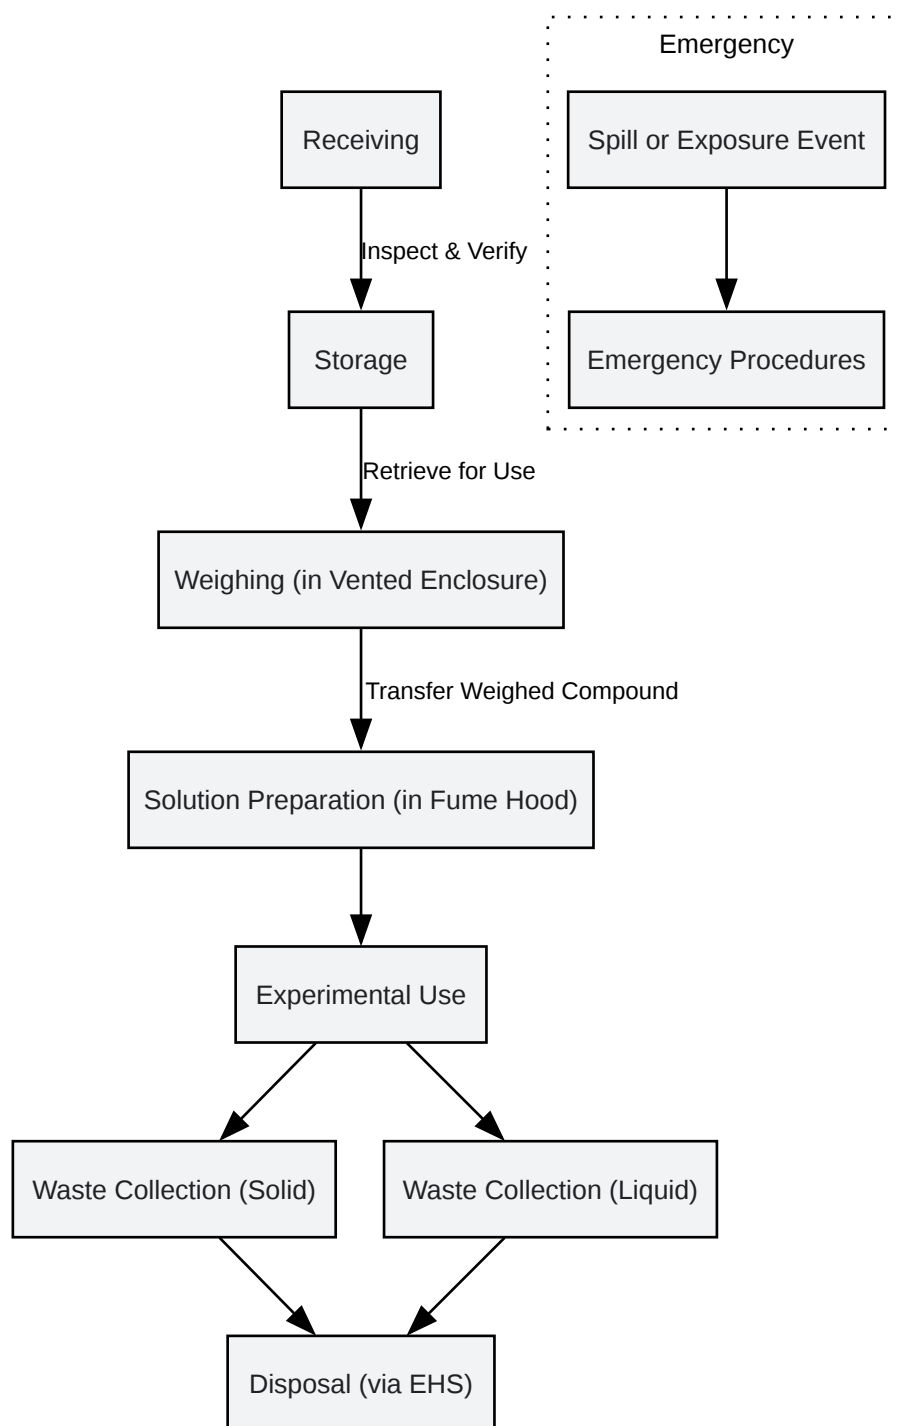 Emergency
Receiving
Spill or Exposure Event
Inspect & Verify
Storage
Emergency Procedures
Retrieve for Use
Weighing (in Vented Enclosure)
Transfer Weighed Compound
Solution Preparation (in Fume Hood)
Experimental Use
Waste Collection (Solid)
Waste Collection (Liquid)
Disposal (via EHS)